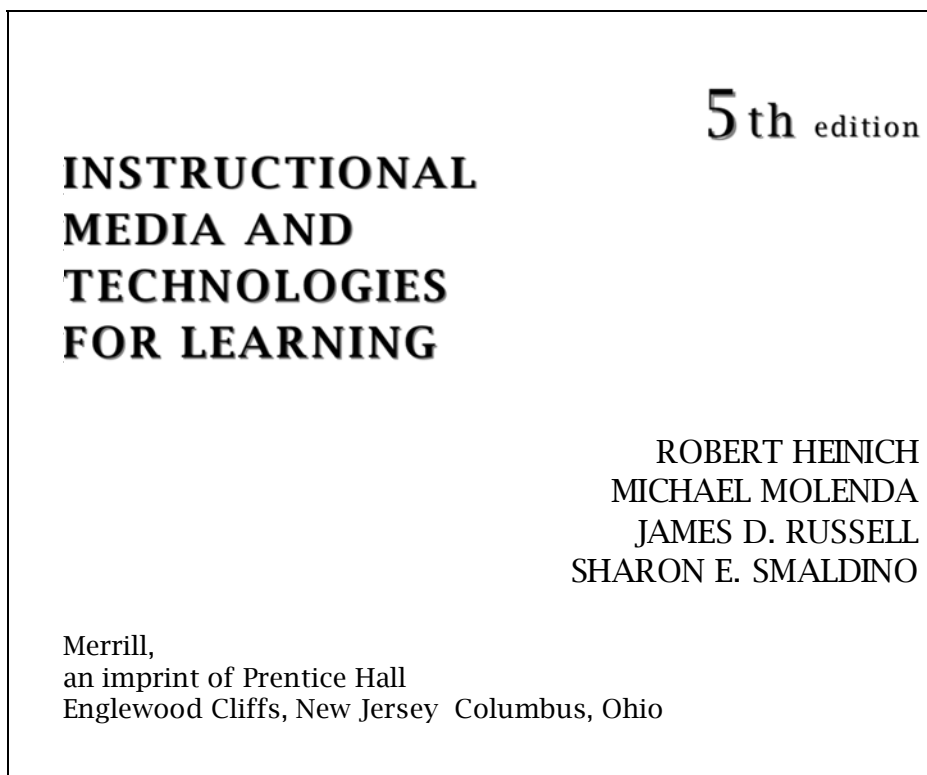 5th edition
INSTRUCTIONAL
MEDIA AND
TECHNOLOGIES
FOR LEARNING
ROBERT HEINICH
MICHAEL MOLENDA
JAMES D. RUSSELL
SHARON E. SMALDINO
Merrill,
an imprint of Prentice Hall
Englewood Cliffs, New Jersey Columbus, Ohio